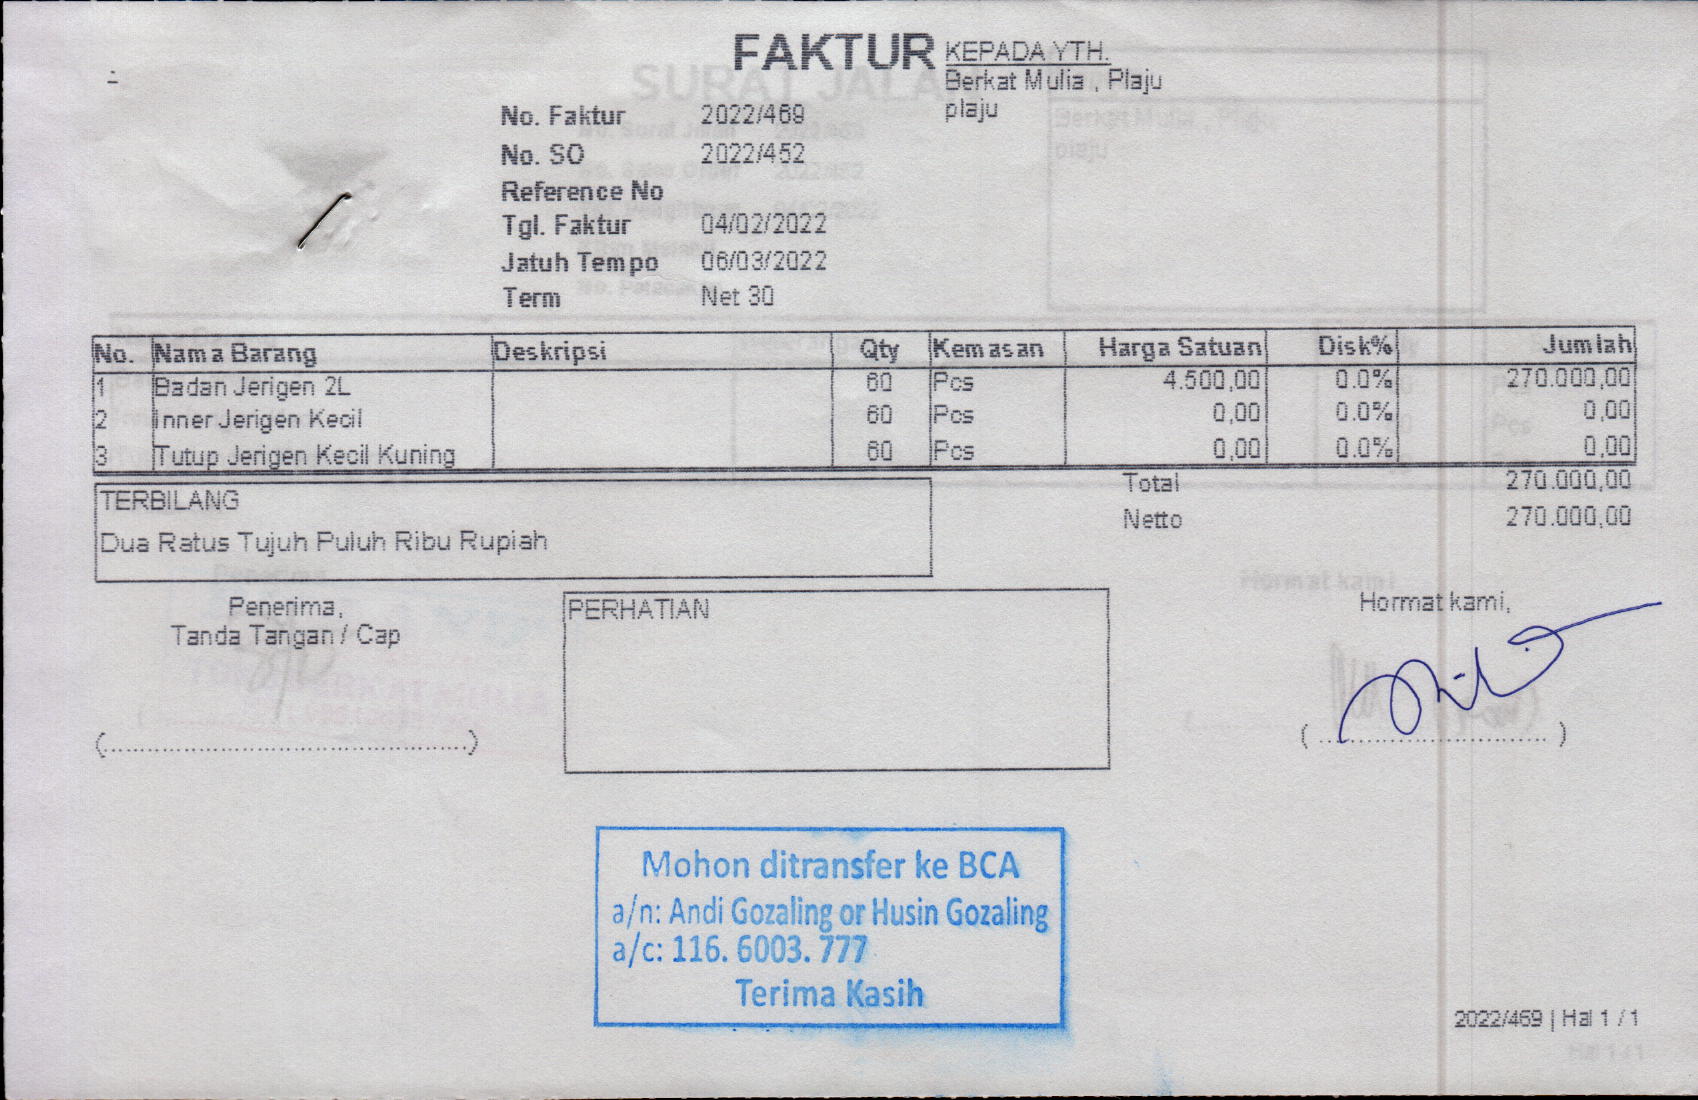 FAKTUR
KEPADA YTH.
Berkat Mulia , Plaju
plaju
No. Faktur 2022/469
No. SO 2022/452
Reference No
Tgl. Faktur 04/02/2022
Jatuh Tempo 06/03/2022
Term Net 30
No. Nama Barang Deskripsi Qty Kemasan Harga Satuan Disk% Jumlah
1 Badan Jerigen 2L 60 Pcs 4.500,00 0.0% 270.000,00
2 Inner Jerigen Kecil 60 Pcs 0,00 0.0% 0,00
3 Tutup Jerigen Kecil Kuning 60 Pcs 0,00 0.0% 0,00
Total 270.000,00
Netto 270.000,00
TERBILANG
Dua Ratus Tujuh Puluh Ribu Rupiah
Penerima,
Tanda Tangan / Cap
(..............................................)
PERHATIAN
Hormat kami,
( ............................. )
Mohon ditransfer ke BCA
a/n: Andi Gozaling or Husin Gozaling
a/c: 116. 6003. 777
Terima Kasih
2022/469 | Hal 1 / 1
SURAT JALAN